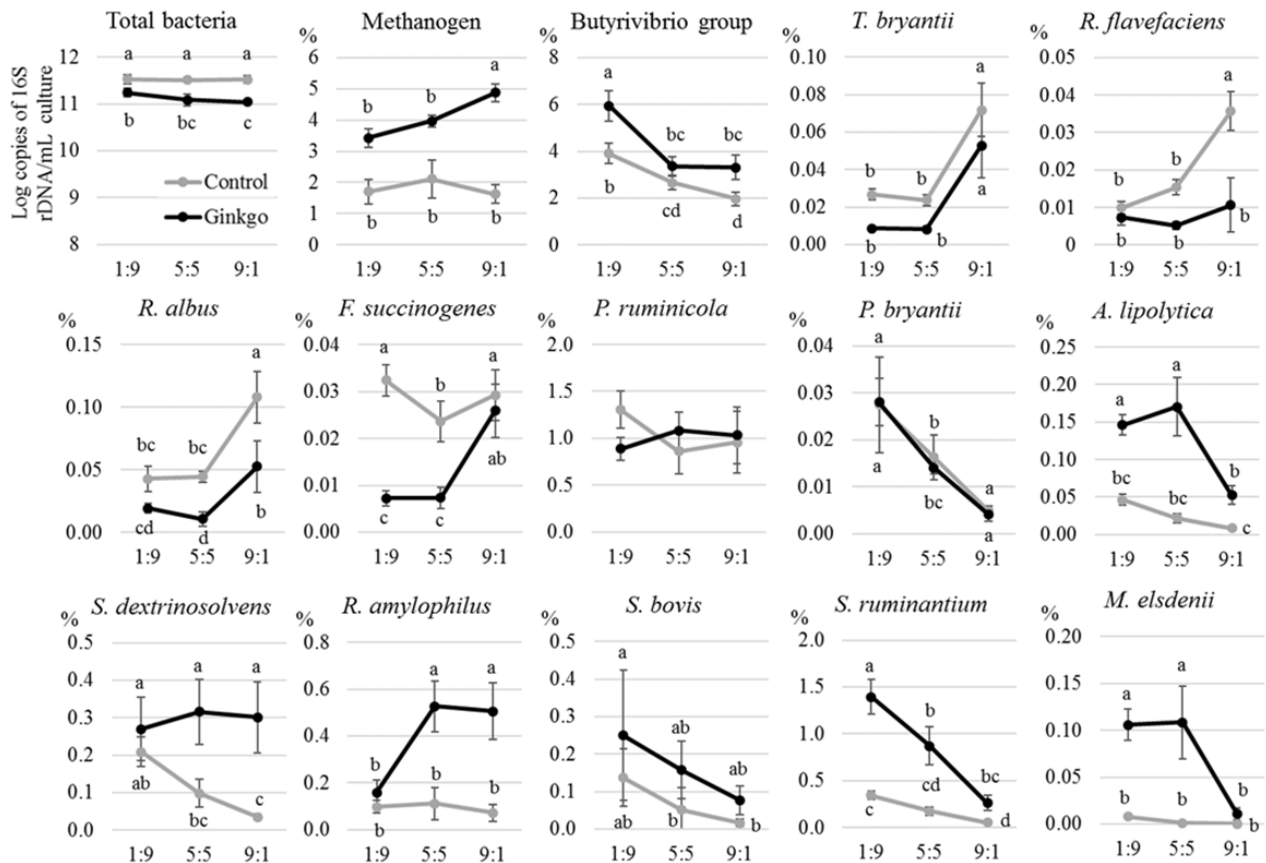 Total bacteria
Methanogen
Butyrivibrio group
T. bryantii
R. flavefaciens
Log copies of 16S
rDNA/mL culture
12
11
10
9
8
a a a
b bc c
Control
Ginkgo
1:9 5:5 9:1
%
6
5
4
3
2
1
0
b b a
b b b
1:9 5:5 9:1
%
8
6
4
2
0
a bc bc
b cd d
1:9 5:5 9:1
%
0.10
0.08
0.06
0.04
0.02
0.00
b b a
b b a
1:9 5:5 9:1
%
0.05
0.04
0.03
0.02
0.01
0
b b a
b b b
1:9 5:5 9:1
R. albus
F. succinogenes
P. ruminicola
P. bryantii
A. lipolytica
%
0.15
0.10
0.05
0.00
bc bc a
cd d b
1:9 5:5 9:1
%
0.04
0.03
0.02
0.01
0.00
a b a
c c ab
1:9 5:5 9:1
%
2.0
1.5
1.0
0.5
0.0
1:9 5:5 9:1
%
0.04
0.03
0.02
0.01
0.00
a b a
a bc a
1:9 5:5 9:1
%
0.25
0.20
0.15
0.10
0.05
0.00
a a b
bc bc c
1:9 5:5 9:1
S. dextrinosolvens
R. amylophilus
S. bovis
S. ruminantium
M. elsdenii
%
0.5
0.4
0.3
0.2
0.1
0.0
a a a
ab bc c
1:9 5:5 9:1
%
0.8
0.6
0.4
0.2
0.0
b a a
b b b
1:9 5:5 9:1
%
0.5
0.4
0.3
0.2
0.1
0.0
a ab ab
ab b b
1:9 5:5 9:1
%
2.0
1.5
1.0
0.5
0.0
a b bc
c cd d
1:9 5:5 9:1
%
0.20
0.15
0.10
0.05
0.00
a a b
b b b
1:9 5:5 9:1